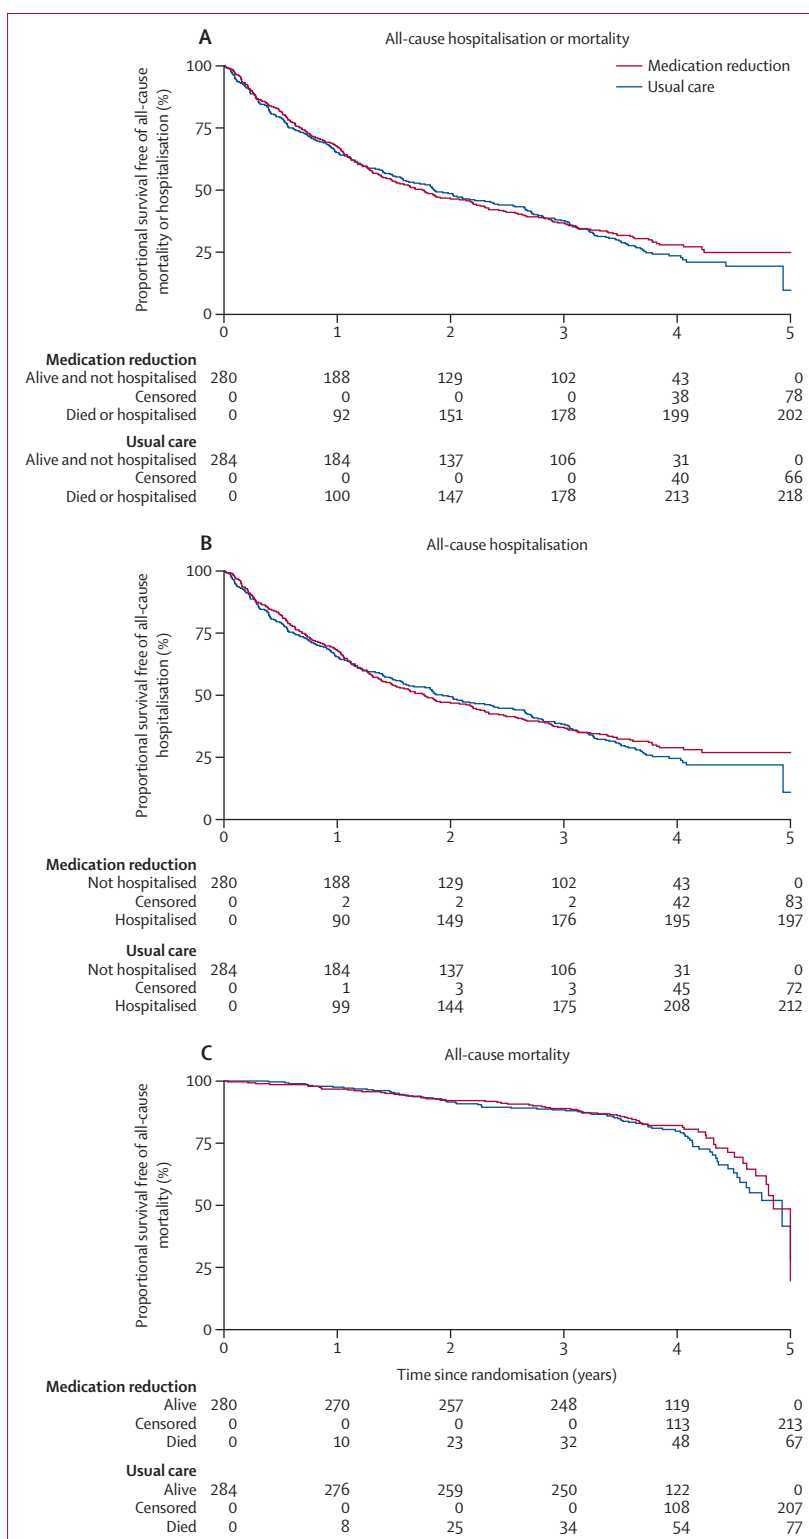 A
All-cause hospitalisation or mortality
Medication reduction
Usual care
Proportional survival free of all-cause
mortality or hospitalisation (%)
100
75
50
25
0
0 1 2 3 4 5
Medication reduction
Alive and not hospitalised 280 188 129 102 43 0
Censored 0 0 0 0 38 78
Died or hospitalised 0 92 151 178 199 202
Usual care
Alive and not hospitalised 284 184 137 106 31 0
Censored 0 0 0 0 40 66
Died or hospitalised 0 100 147 178 213 218
B
All-cause hospitalisation
Proportional survival free of all-cause
hospitalisation (%)
100
75
50
25
0
0 1 2 3 4 5
Medication reduction
Not hospitalised 280 188 129 102 43 0
Censored 0 2 2 2 42 83
Hospitalised 0 90 149 176 195 197
Usual care
Not hospitalised 284 184 137 106 31 0
Censored 0 1 3 3 45 72
Hospitalised 0 99 144 175 208 212
C
All-cause mortality
Proportional survival free of all-cause
mortality (%)
100
75
50
25
0
0 1 2 3 4 5
Time since randomisation (years)
Medication reduction
Alive 280 270 257 248 119 0
Censored 0 0 0 0 113 213
Died 0 10 23 32 48 67
Usual care
Alive 284 276 259 250 122 0
Censored 0 0 0 0 108 207
Died 0 8 25 34 54 77